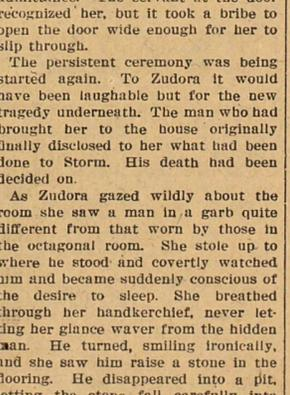 recognized her, but it took a bribe to
open the door wide enough for her to
slip through.
The persistent ceremony was being
started again. To Zudora it would
have been laughable but for the new
tragedy underneath. The man who had
brought her to the house originally
finally disclosed to her what had been
done to Storm. His death had been
decided on.
As Zudora gazed wildly about the
room she saw a man in a garb quite
different from that worn by those in
the octagonal room. She stole up to
where he stood and covertly watched
him and became suddenly conscious of
the desire to sleep. She breathed
through her handkerchief, never let-
ting her glance waver from the hidden
man. He turned, smiling ironically,
and she saw him raise a stone in the
flooring. He disappeared into a pit,
letting the stone fall carefully into